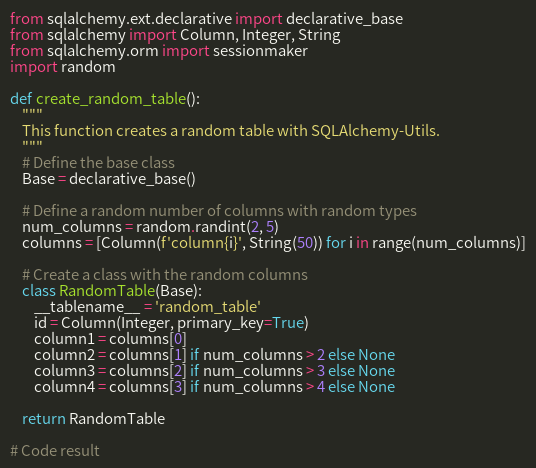 from sqlalchemy.ext.declarative import declarative_base
from sqlalchemy import Column, Integer, String
from sqlalchemy.orm import sessionmaker
import random

def create_random_table():
    """
    This function creates a random table with SQLAlchemy-Utils.
    """
    # Define the base class
    Base = declarative_base()

    # Define a random number of columns with random types
    num_columns = random.randint(2, 5)
    columns = [Column(f'column{i}', String(50)) for i in range(num_columns)]

    # Create a class with the random columns
    class RandomTable(Base):
        __tablename__ = 'random_table'
        id = Column(Integer, primary_key=True)
        column1 = columns[0]
        column2 = columns[1] if num_columns > 2 else None
        column3 = columns[2] if num_columns > 3 else None
        column4 = columns[3] if num_columns > 4 else None

    return RandomTable

# Code result